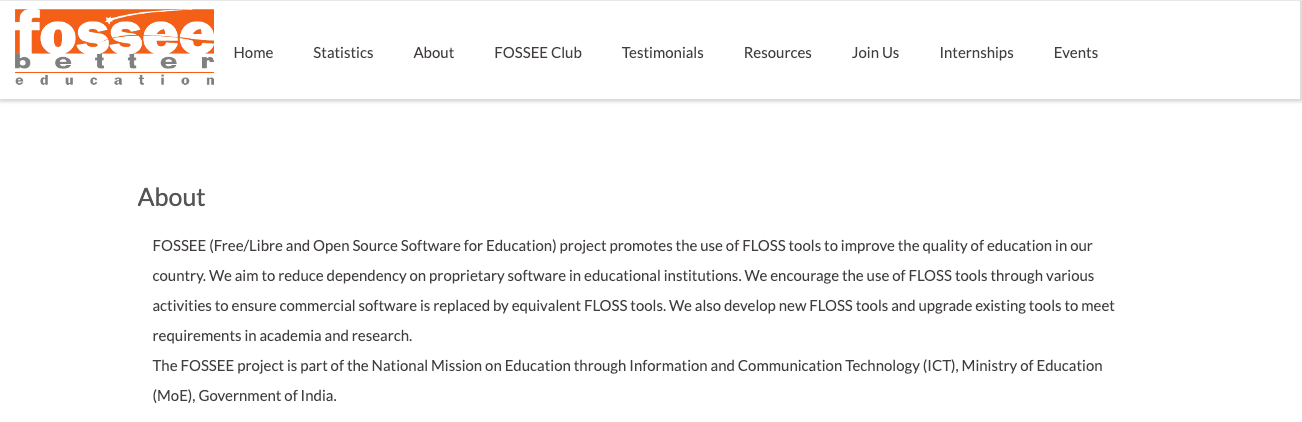 fossee
better
education
Home Statistics About FOSSEE Club Testimonials Resources Join Us Internships Events
About
FOSSEE (Free/Libre and Open Source Software for Education) project promotes the use of FLOSS tools to improve the quality of education in our
country. We aim to reduce dependency on proprietary software in educational institutions. We encourage the use of FLOSS tools through various
activities to ensure commercial software is replaced by equivalent FLOSS tools. We also develop new FLOSS tools and upgrade existing tools to meet
requirements in academia and research.
The FOSSEE project is part of the National Mission on Education through Information and Communication Technology (ICT), Ministry of Education
(MoE), Government of India.